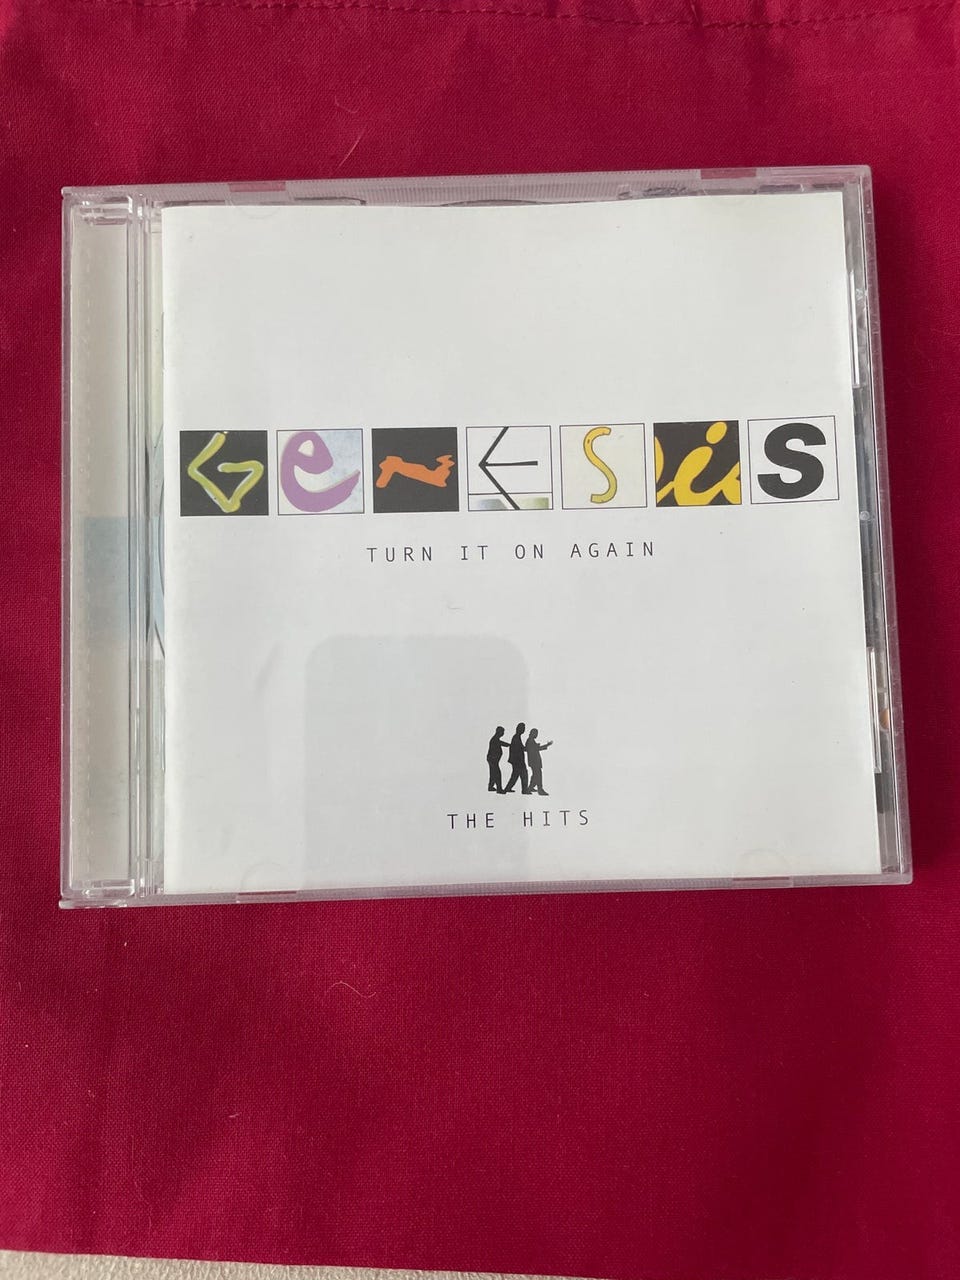 Genesis
TURN IT ON AGAIN
THE HITS